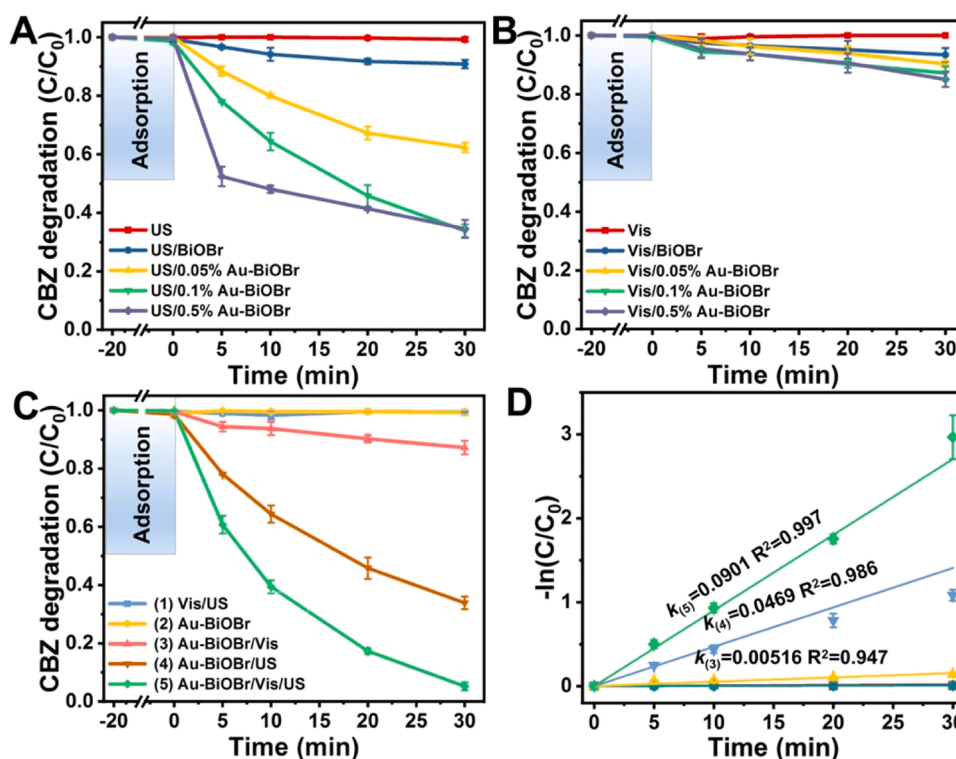 A
CBZ degradation (C/C0)
1.0
0.8
0.6
0.4
0.2
0.0
Adsorption
US
US/BiOBr
US/0.05% Au-BiOBr
US/0.1% Au-BiOBr
US/0.5% Au-BiOBr
-20 0 5 10 15 20 25 30
Time (min)
B
CBZ degradation (C/C0)
1.0
0.8
0.6
0.4
0.2
0.0
Adsorption
Vis
Vis/BiOBr
Vis/0.05% Au-BiOBr
Vis/0.1% Au-BiOBr
Vis/0.5% Au-BiOBr
-20 0 5 10 15 20 25 30
Time (min)
C
CBZ degradation (C/C0)
1.0
0.8
0.6
0.4
0.2
0.0
Adsorption
(1) Vis/US
(2) Au-BiOBr
(3) Au-BiOBr/Vis
(4) Au-BiOBr/US
(5) Au-BiOBr/Vis/US
-20 0 5 10 15 20 25 30
Time (min)
D
-ln(C/C0)
3
2
1
0
k(5)=0.0901 R²=0.997
k(4)=0.0469 R²=0.986
k(3)=0.00516 R²=0.947
0 5 10 15 20 25 30
Time (min)